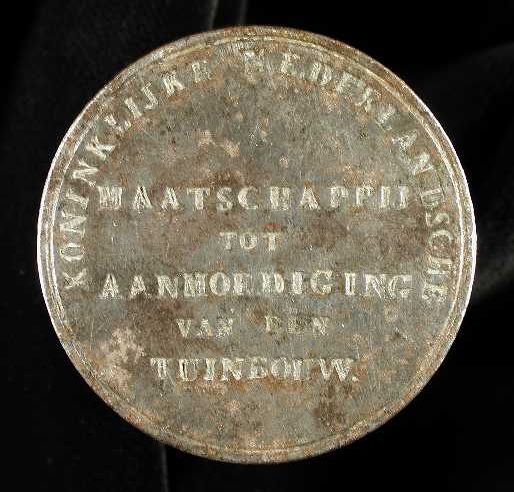 KONINKLIJKE NEDERLANDSCHE
MAATSCHAPPIJ
TOT
AANMOEDIGING
VAN DEN
TUINBOUW.